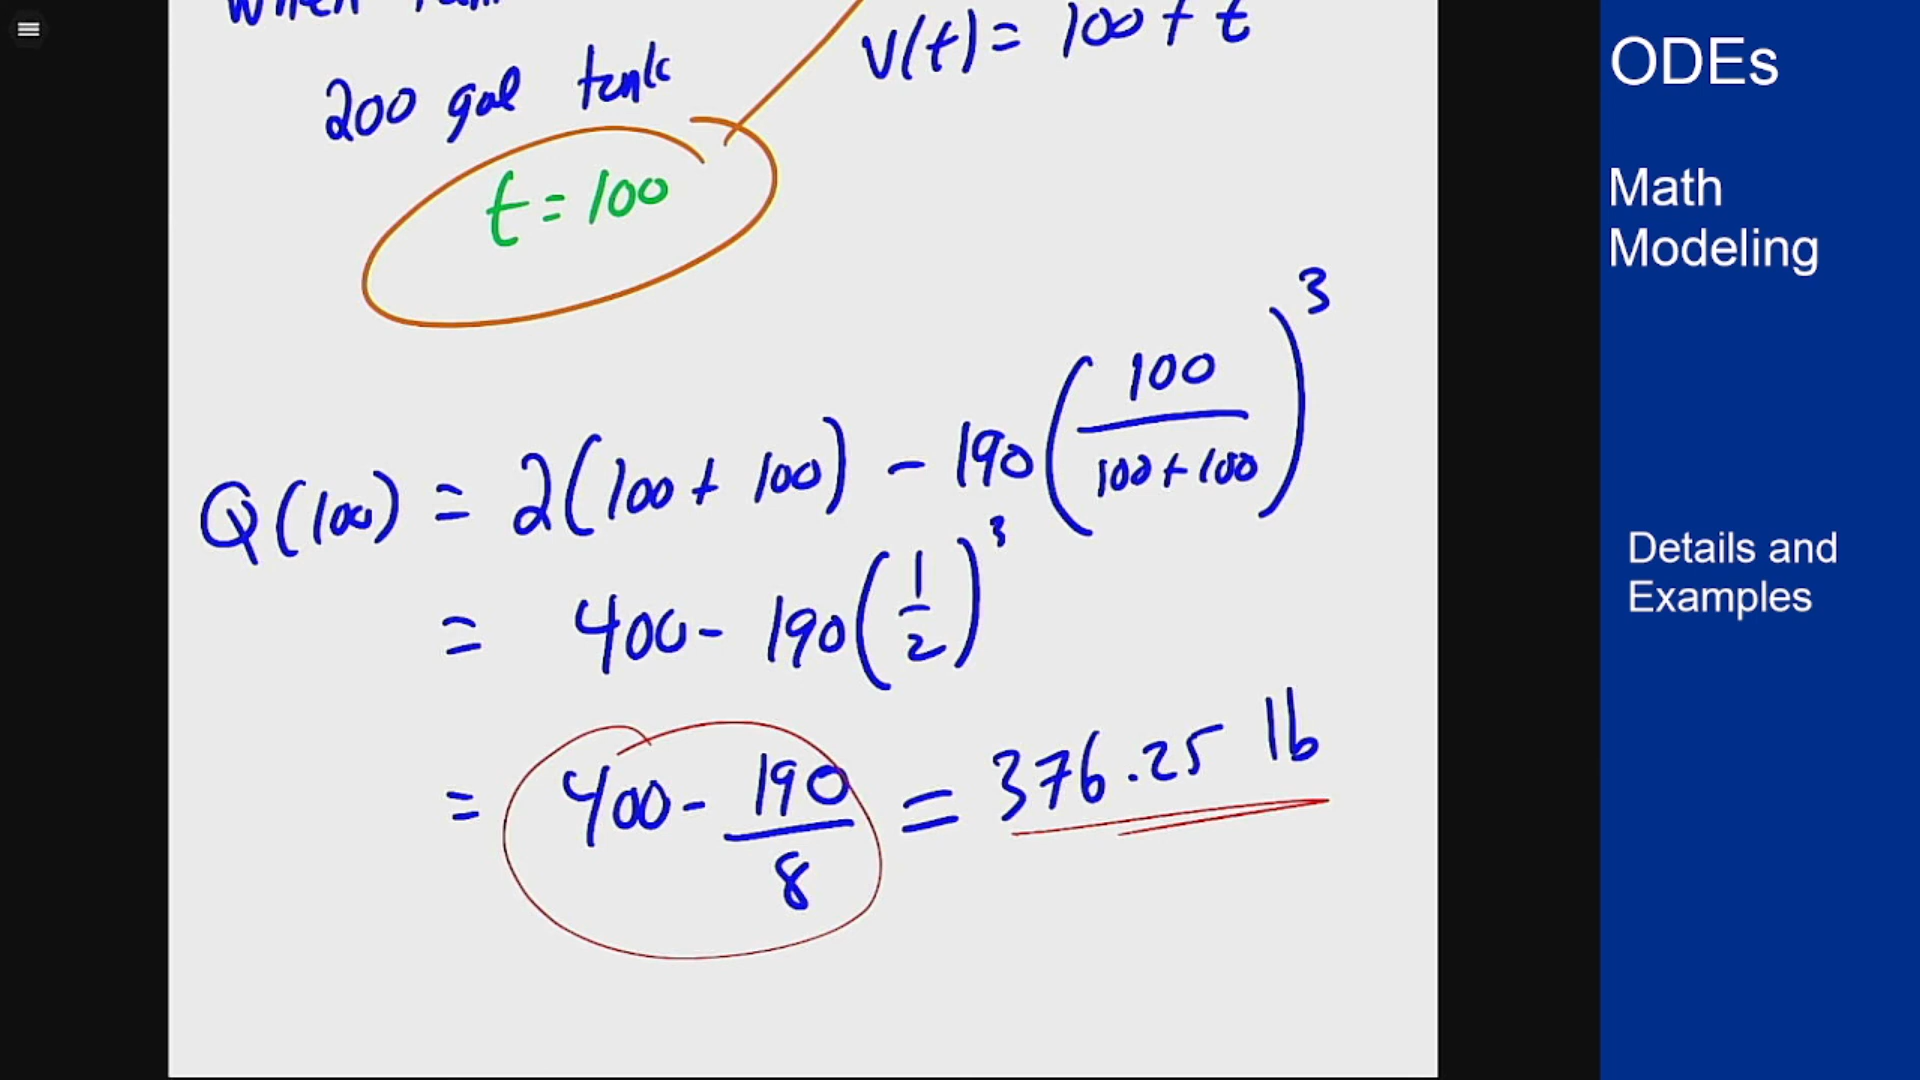 when
200 gal tank
V(t) = 100 + t
t = 100
Q(100) = 2(100 + 100) - 190(100/(100 + 100))^3
= 400 - 190(1/2)^3
= 400 - 190/8 = 376.25 lb
ODEs
Math
Modeling
Details and
Examples